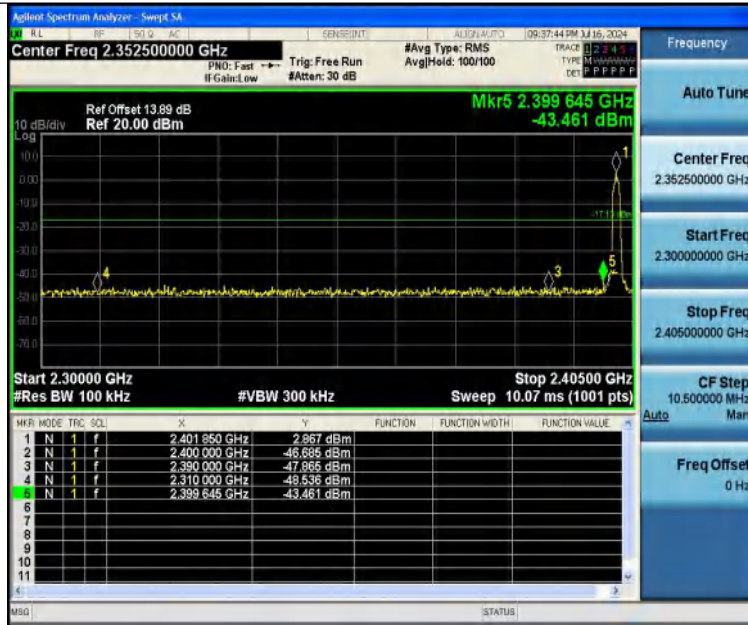 Agilent Spectrum Analyzer - Swept SA
RL RF 50 Ω AC SENSE:INT ALIGN AUTO 09:37:44 PM Jul 16, 2024
Center Freq 2.352500000 GHz
PNO: Fast
IFGain:Low
Trig: Free Run
#Atten: 30 dB
#Avg Type: RMS
Avg|Hold: 100/100
TRACE 1 2 3 4 5
TYPE M
DET P P P P P
Ref Offset 13.89 dB
Ref 20.00 dBm
10 dB/div
Log
Mkr5 2.399 645 GHz
-43.461 dBm
10.0
0.00
-10.0
-20.0
-30.0
-40.0
-50.0
-60.0
-70.0
1
5
3
4
Start 2.30000 GHz
Stop 2.40500 GHz
#Res BW 100 kHz
#VBW 300 kHz
Sweep 10.07 ms (1001 pts)
MKR MODE TRC SCL X Y FUNCTION FUNCTION WIDTH FUNCTION VALUE
1 N 1 f 2.401 850 GHz 2.867 dBm
2 N 1 f 2.400 000 GHz -46.685 dBm
3 N 1 f 2.390 000 GHz -47.865 dBm
4 N 1 f 2.310 000 GHz -48.536 dBm
5 N 1 f 2.399 645 GHz -43.461 dBm
6
7
8
9
10
11
MSG
STATUS
Frequency
Auto Tune
Center Freq
2.352500000 GHz
Start Freq
2.300000000 GHz
Stop Freq
2.405000000 GHz
CF Step
10.500000 MHz
Auto Man
Freq Offset
0 Hz